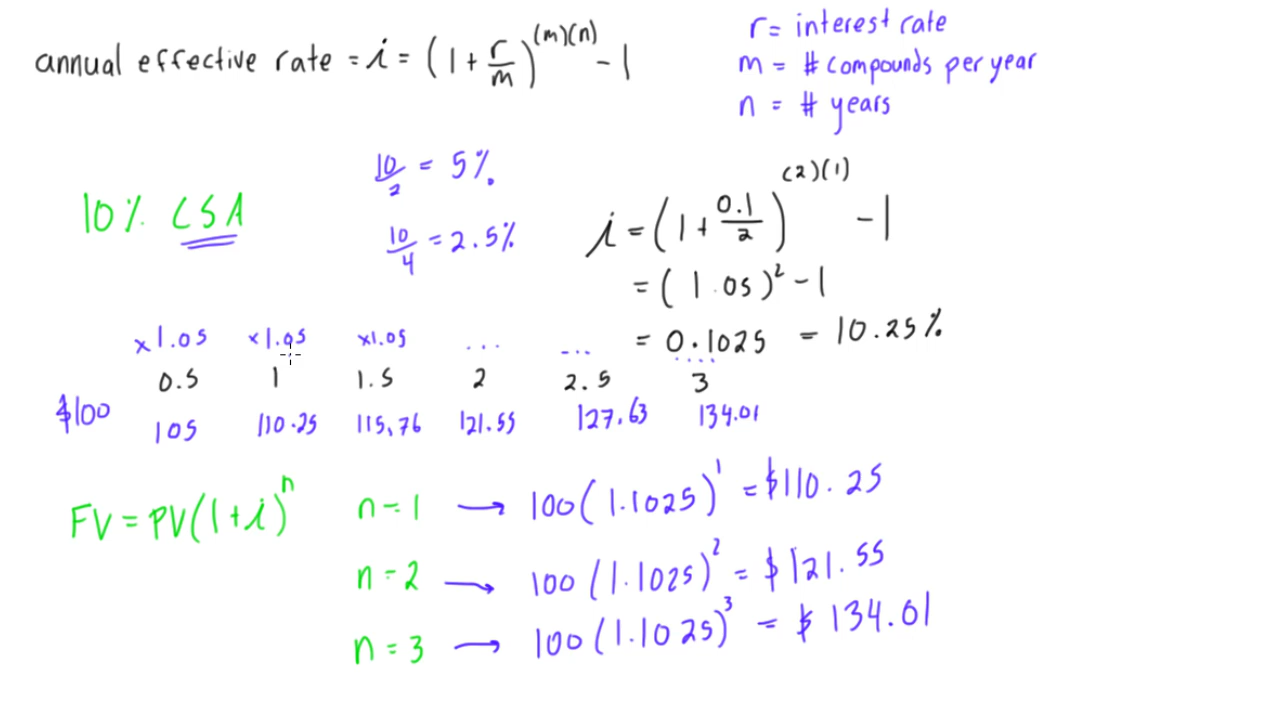 annual effective rate = i = (1 + r/m)^(m)(n) - 1
r = interest rate
m = # compounds per year
n = # years
10% CSA
10/2 = 5%
10/4 = 2.5%
i = (1 + 0.1/2)^(2)(1) - 1
= (1.05)^2 - 1
= 0.1025 = 10.25%
x1.05 x1.05 x1.05 ... ... ....
0.5 1 1.5 2 2.5 3
$100 105 110.25 115.76 121.55 127.63 134.01
FV = PV(1+i)^n
n = 1 → 100(1.1025)^1 = $110.25
n = 2 → 100(1.1025)^2 = $121.55
n = 3 → 100(1.1025)^3 = $134.01